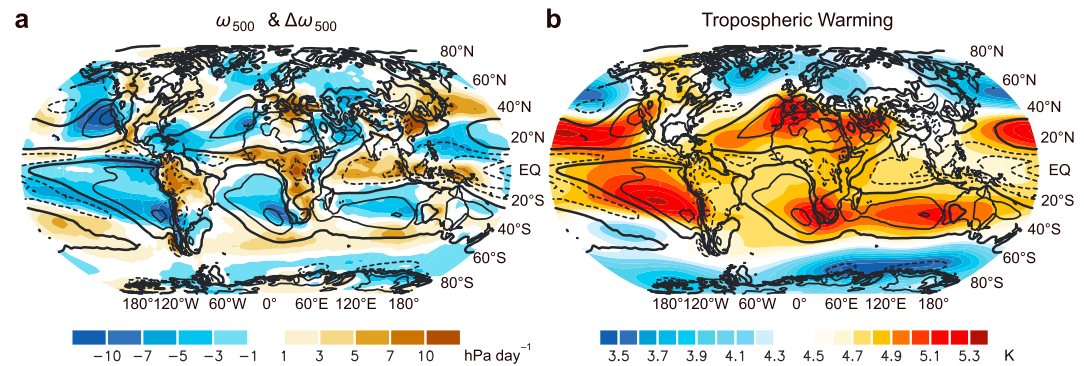 a
ω500 & Δω500
80°N
60°N
40°N
20°N
EQ
20°S
40°S
60°S
80°S
180° 120°W 60°W 0° 60°E 120°E 180°
−10 −7 −5 −3 −1 1 3 5 7 10 hPa day−1
b
Tropospheric Warming
80°N
60°N
40°N
20°N
EQ
20°S
40°S
60°S
80°S
180° 120°W 60°W 0° 60°E 120°E 180°
3.5 3.7 3.9 4.1 4.3 4.5 4.7 4.9 5.1 5.3 K